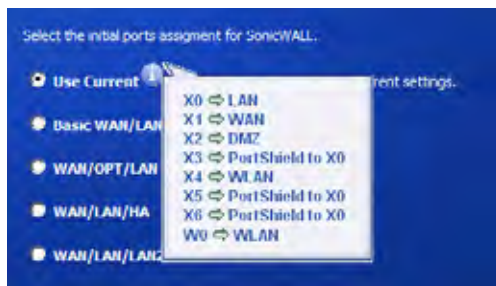 Select the initial ports assigment for SonicWALL.
Use Current rent settings.
X0 ⇨ LAN
X1 ⇨ WAN
X2 ⇨ DMZ
X3 ⇨ PortShield to X0
X4 ⇨ WLAN
X5 ⇨ PortShield to X0
X6 ⇨ PortShield to X0
W0 ⇨ WLAN
Basic WAN/LAN
WAN/OPT/LAN
WAN/LAN/HA
WAN/LAN/LAN2